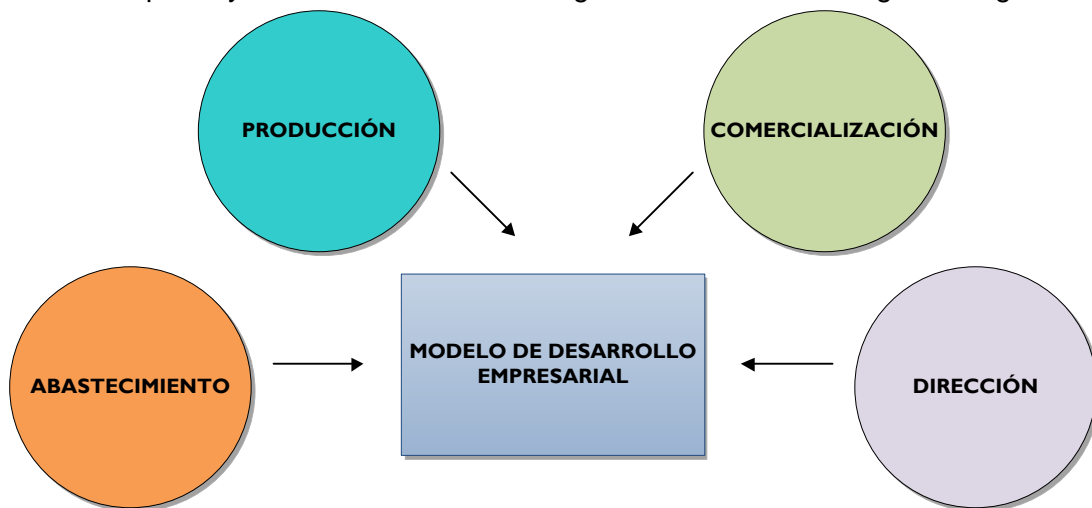 PRODUCCIÓN
COMERCIALIZACIÓN
MODELO DE DESARROLLO
EMPRESARIAL
ABASTECIMIENTO
DIRECCIÓN